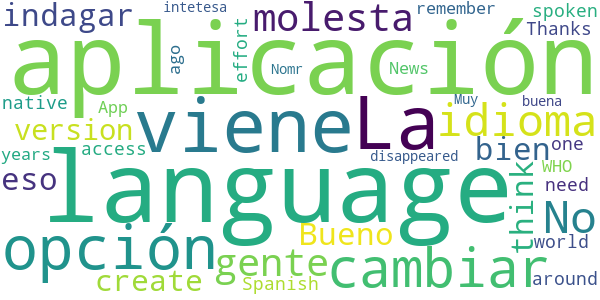 indagar intetesa molesta remember spoken
aplicación
ago effort Nomr News Thanks
native App viene La idioma Muy buena
version access disappeared bien one
years language WHO
eso think need
opción Bueno No
gente cambiar world
create Spanish around